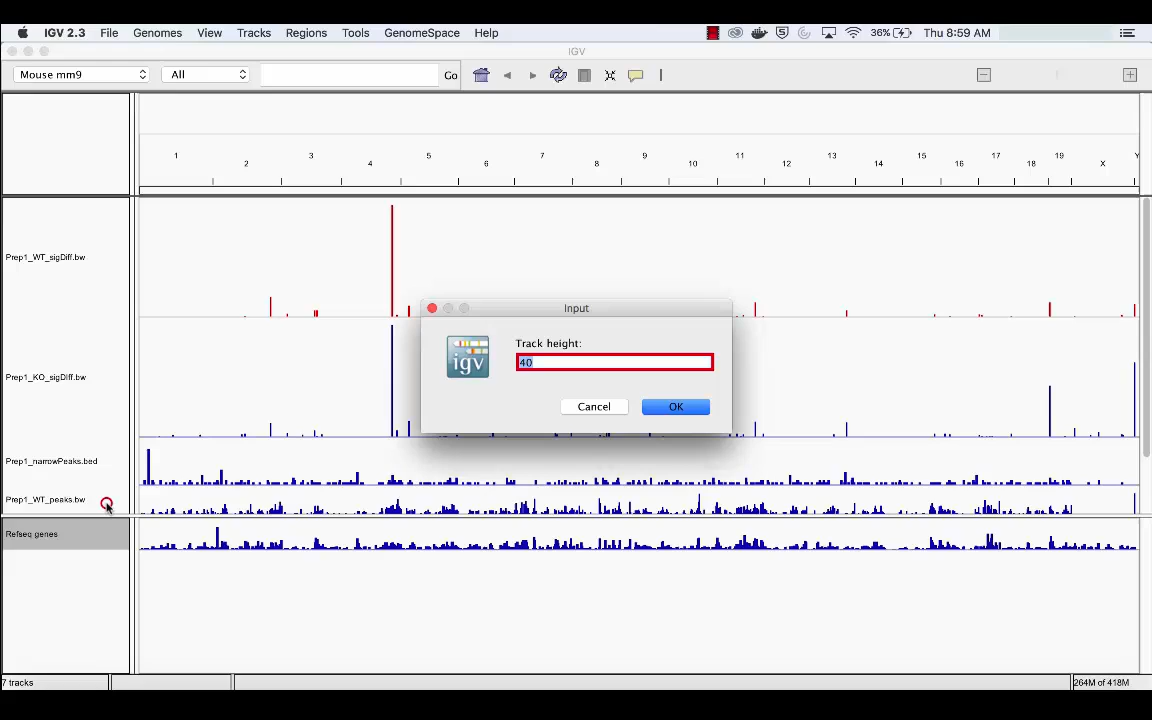 IGV 2.3 File Genomes View Tracks Regions Tools GenomeSpace Help 5 36% Thu 8:59 AM
IGV
Mouse mm9 All Go
1 2 3 4 5 6 7 8 9 10 11 12 13 14 15 16 17 18 19 X Y
Prep1_WT_sigDiff.bw
Input
igv
Track height:
40
Cancel OK
Prep1_KO_sigDiff.bw
Prep1_narrowPeaks.bed
Prep1_WT_peaks.bw
Refseq genes
7 tracks
264M of 418M